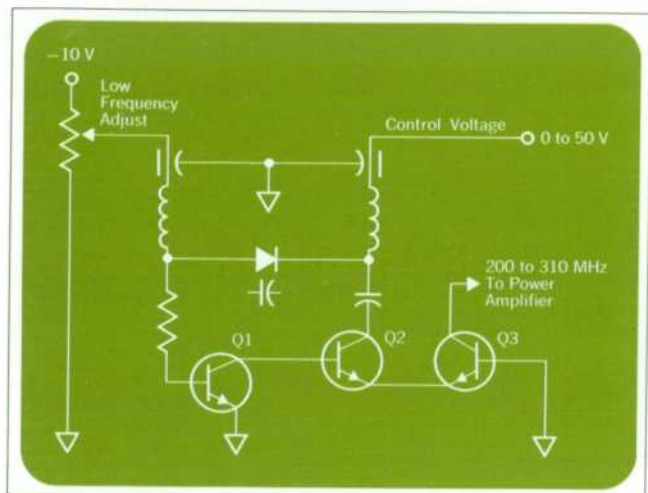 −10 V
Low
Frequency
Adjust
Control Voltage
0 to 50 V
200 to 310 MHz
To Power
Amplifier
Q1
Q2
Q3